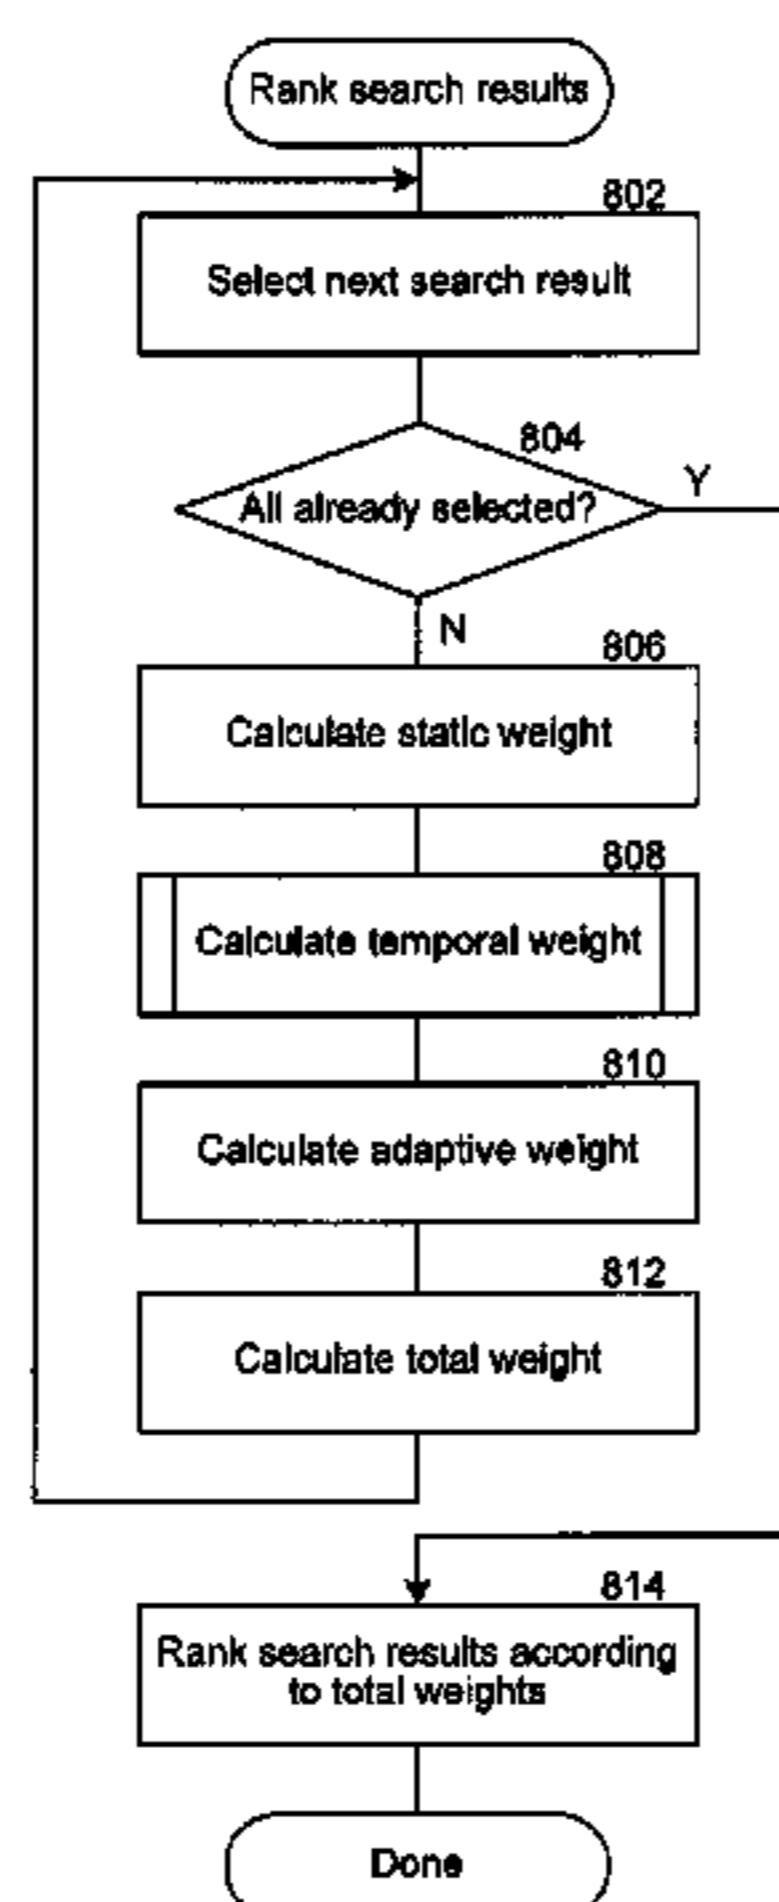 Rank search results
802
Select next search result
804
All already selected?
Y
N
806
Calculate static weight
808
Calculate temporal weight
810
Calculate adaptive weight
812
Calculate total weight
814
Rank search results according
to total weights
Done